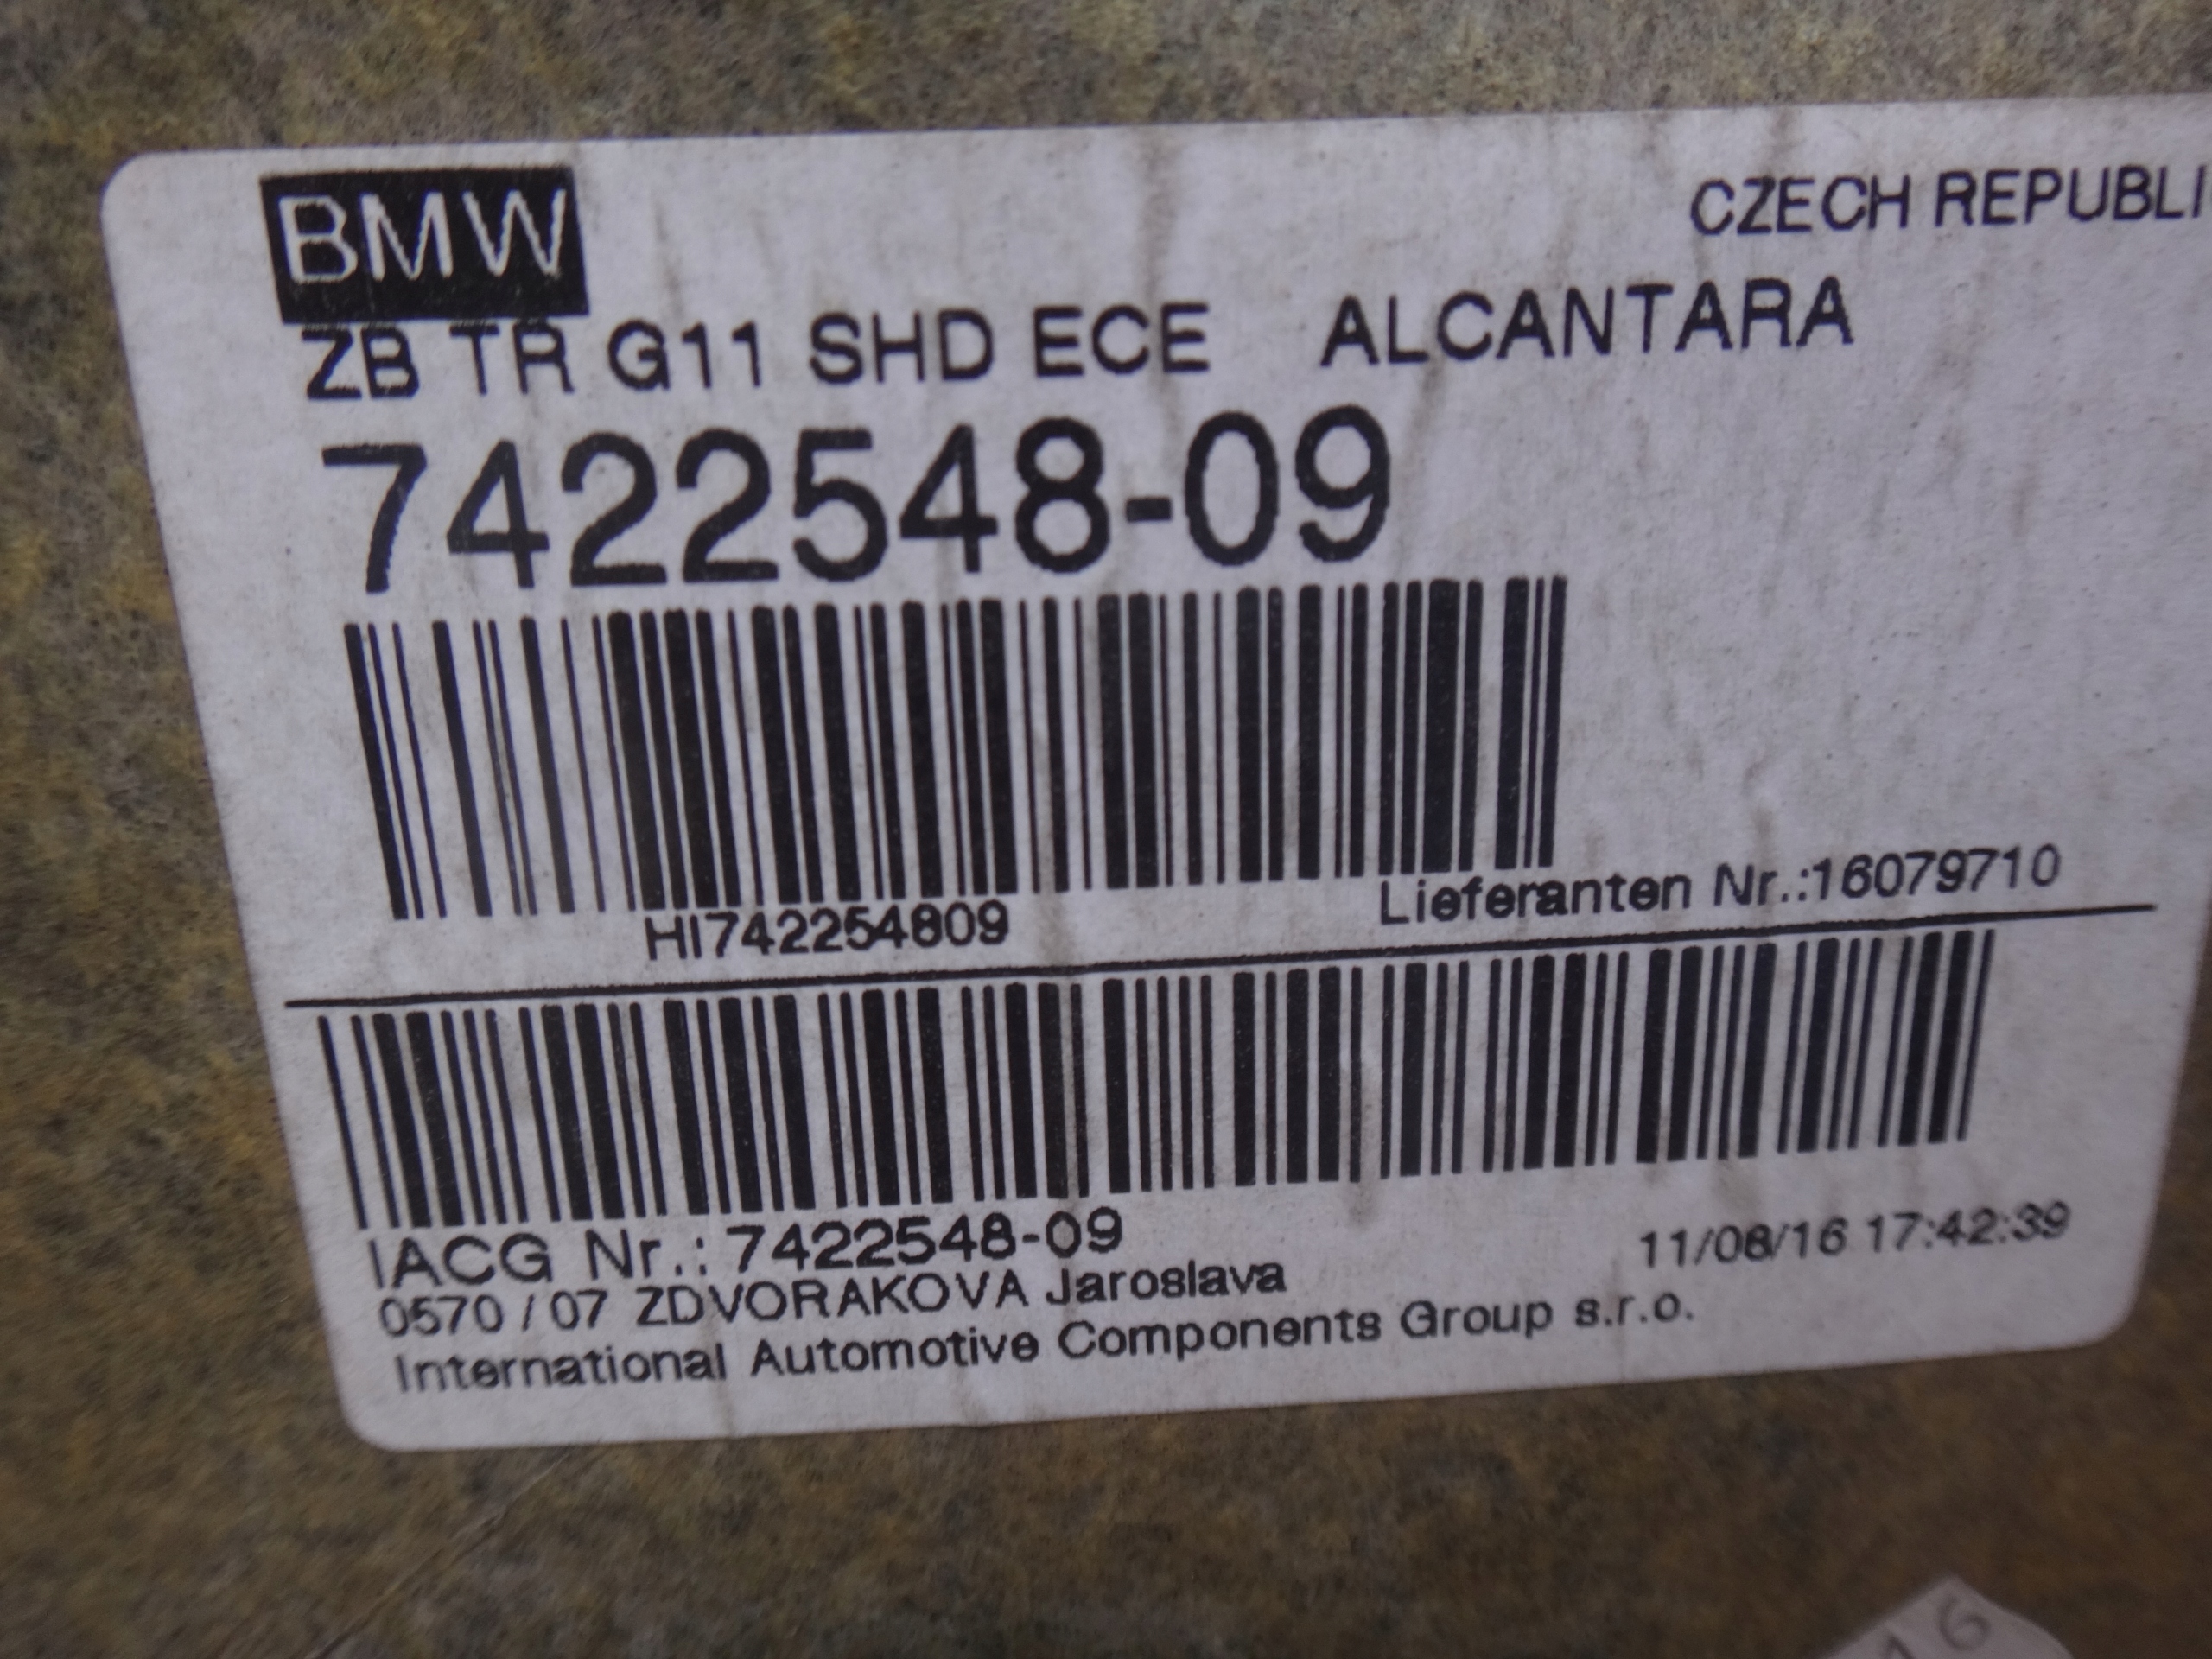 BMW
CZECH REPUBLI
ZB TR G11 SHD ECE ALCANTARA
7422548-09
HI742254809
Lieferanten Nr.:16079710
IACG Nr.: 7422548-09
11/08/16 17:42:39
0570 / 07 ZDVORAKOVA Jaroslava
International Automotive Components Group s.r.o.
16